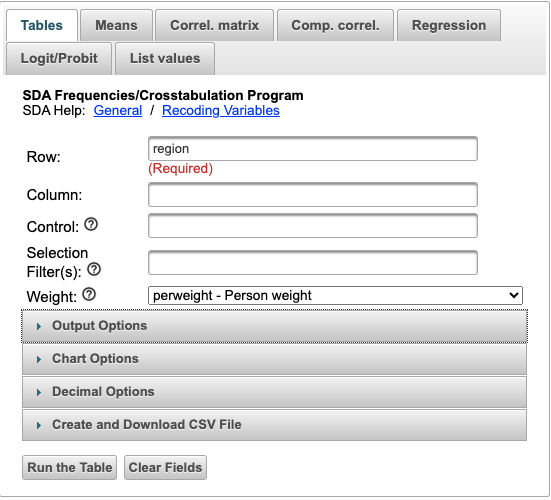 Tables Means Correl. matrix Comp. correl. Regression
Logit/Probit List values
SDA Frequencies/Crosstabulation Program
SDA Help: General / Recoding Variables
Row: region
(Required)
Column:
Control: ?
Selection
Filter(s): ?
Weight: ? perweight - Person weight
Output Options
Chart Options
Decimal Options
Create and Download CSV File
Run the Table Clear Fields